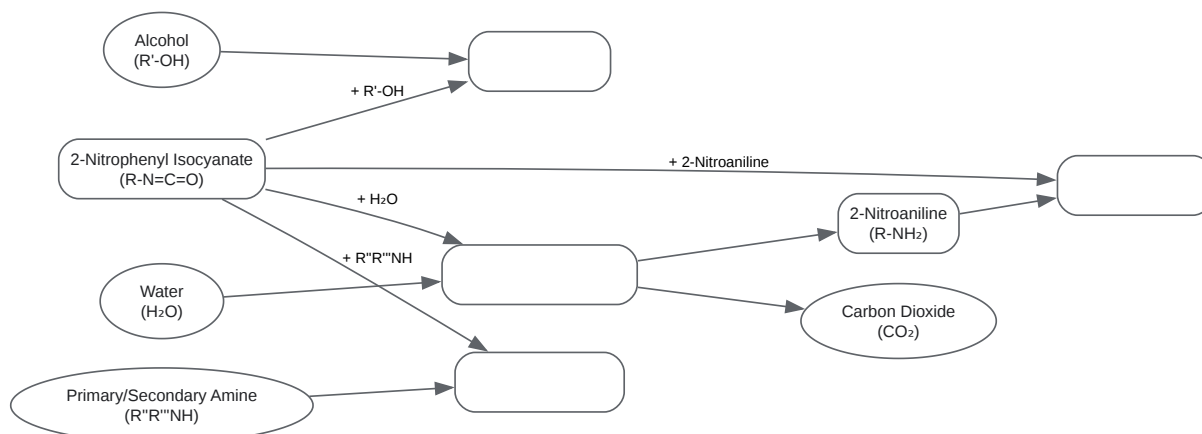 Alcohol
(R'-OH)
+ R'-OH
2-Nitrophenyl Isocyanate
(R-N=C=O)
+ 2-Nitroaniline
+ H₂O
2-Nitroaniline
(R-NH₂)
+ R"R"'NH
Water
(H₂O)
Carbon Dioxide
(CO₂)
Primary/Secondary Amine
(R"R"'NH)